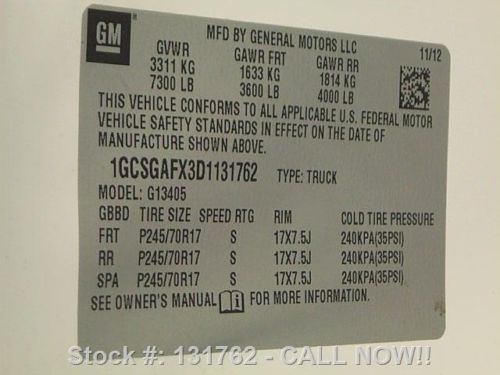 GM
MFD BY GENERAL MOTORS LLC
GVWR GAWR FRT GAWR RR 11/12
3311 KG 1633 KG 1814 KG
7300 LB 3600 LB 4000 LB
THIS VEHICLE CONFORMS TO ALL APPLICABLE U.S. FEDERAL MOTOR
VEHICLE SAFETY STANDARDS IN EFFECT ON THE DATE OF
MANUFACTURE SHOWN ABOVE.
1GCSGAFX3D1131762 TYPE: TRUCK
MODEL: G13405
GBBD TIRE SIZE SPEED RTG RIM COLD TIRE PRESSURE
FRT P245/70R17 S 17X7.5J 240KPA(35PSI)
RR P245/70R17 S 17X7.5J 240KPA(35PSI)
SPA P245/70R17 S 17X7.5J 240KPA(35PSI)
SEE OWNER'S MANUAL FOR MORE INFORMATION.
Stock #: 131762 - CALL NOW!!